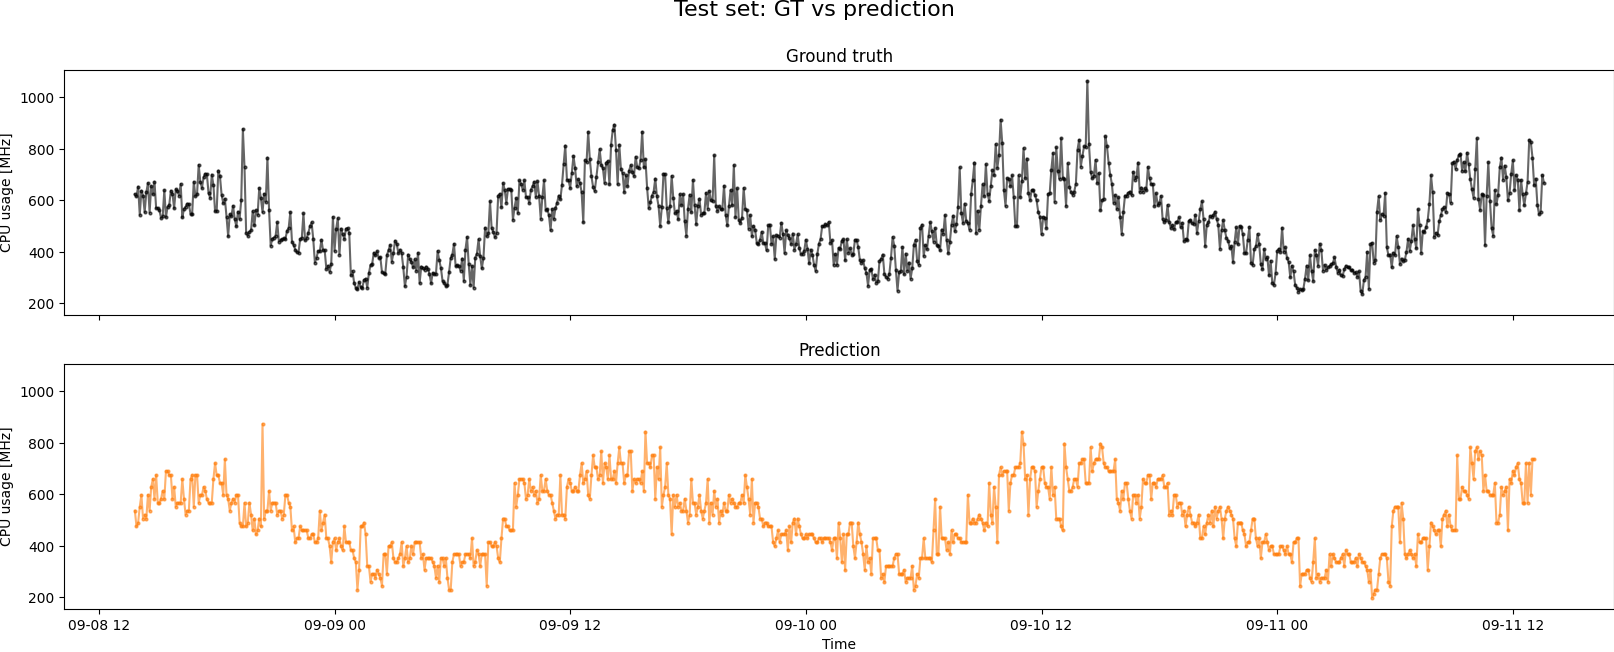 Test set: GT vs prediction
Ground truth
CPU usage [MHz]
1000
800
600
400
200
Prediction
CPU usage [MHz]
1000
800
600
400
200
09-08 12
09-09 00
09-09 12
09-10 00
09-10 12
09-11 00
09-11 12
Time